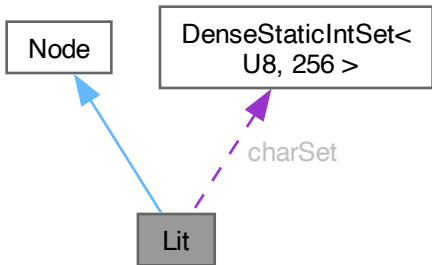 DenseStaticIntSet<
U8, 256 >
Node
charSet
Lit